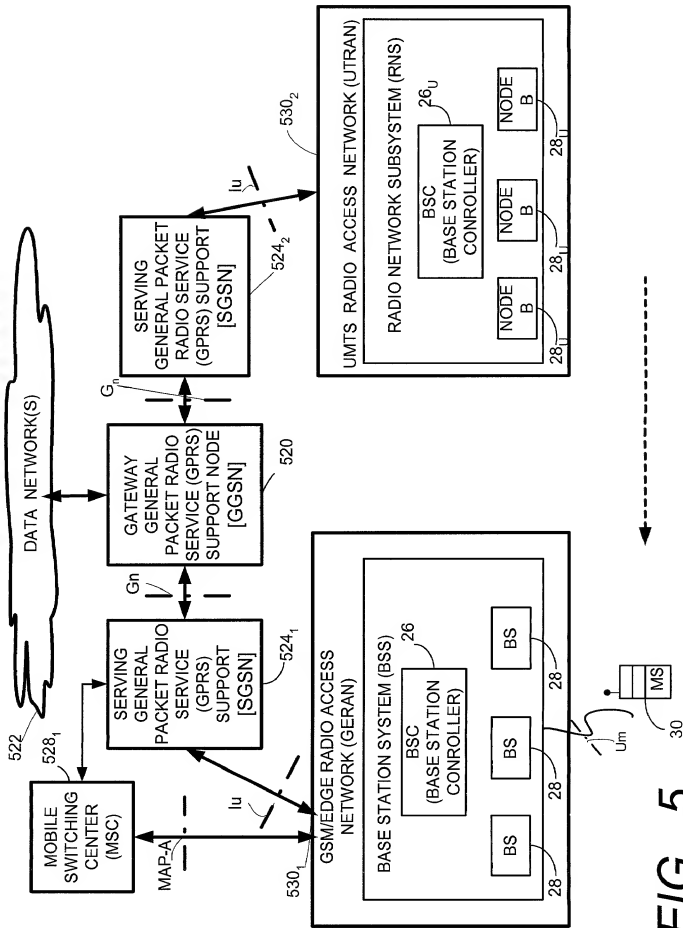 DATA NETWORK(S)
522
MOBILE
SWITCHING
CENTER
(MSC)
528₁
SERVING
GENERAL
PACKET RADIO
SERVICE
(GPRS)
SUPPORT
[SGSN]
524₁
Gn
GATEWAY
GENERAL
PACKET RADIO
SERVICE (GPRS)
SUPPORT NODE
[GGSN]
520
Gn
SERVING
GENERAL PACKET
RADIO SERVICE
(GPRS) SUPPORT
[SGSN]
524₂
MAP-A
Iu
Iu
530₁
GSM/EDGE RADIO ACCESS
NETWORK (GERAN)
BASE STATION SYSTEM (BSS)
BSC
(BASE STATION
CONTROLLER)
26
BS
BS
BS
28
28
28
Um
MS
30
530₂
UMTS RADIO ACCESS NETWORK (UTRAN)
RADIO NETWORK SUBSYSTEM (RNS)
BSC
(BASE STATION
CONROLLER)
26U
NODE
B
NODE
B
NODE
B
28U
28U
28U
FIG. 5